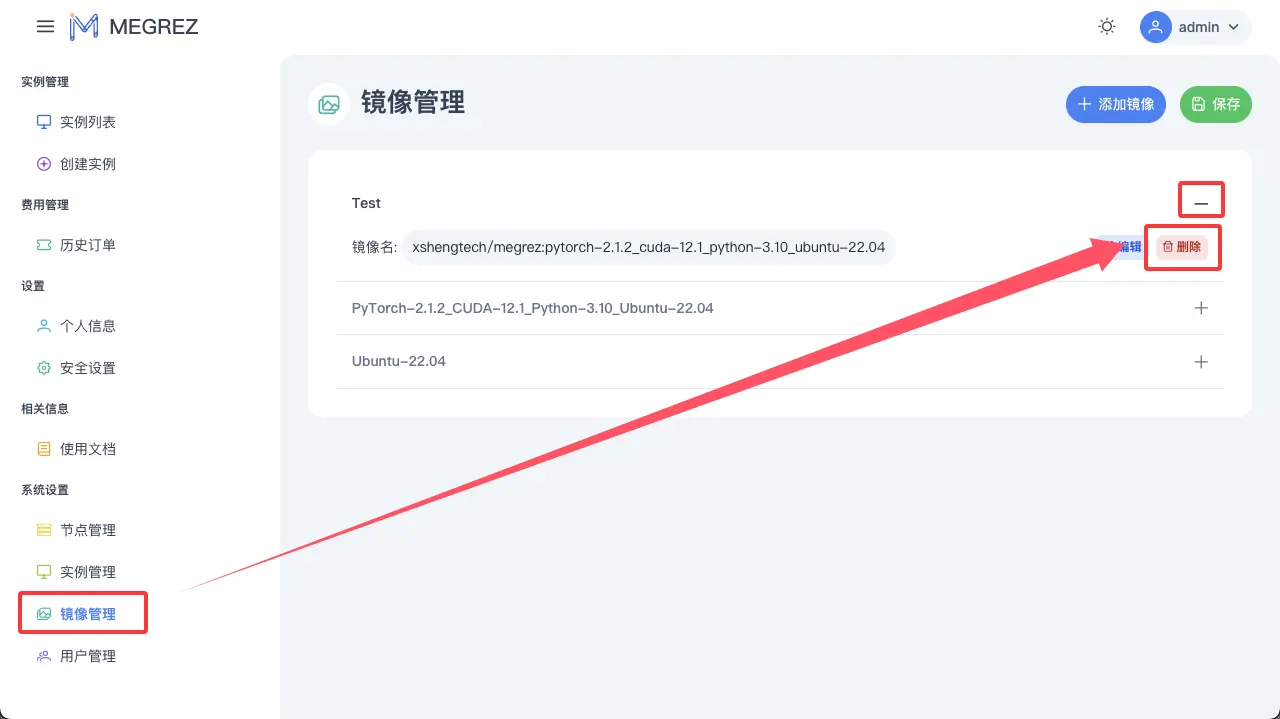 MEGREZ
admin
实例管理
实例列表
创建实例
费用管理
历史订单
设置
个人信息
安全设置
相关信息
使用文档
系统设置
节点管理
实例管理
镜像管理
用户管理
镜像管理
添加镜像
保存
Test
镜像名: xshengtech/megrez:pytorch-2.1.2_cuda-12.1_python-3.10_ubuntu-22.04
编辑
删除
PyTorch-2.1.2_CUDA-12.1_Python-3.10_Ubuntu-22.04
Ubuntu-22.04